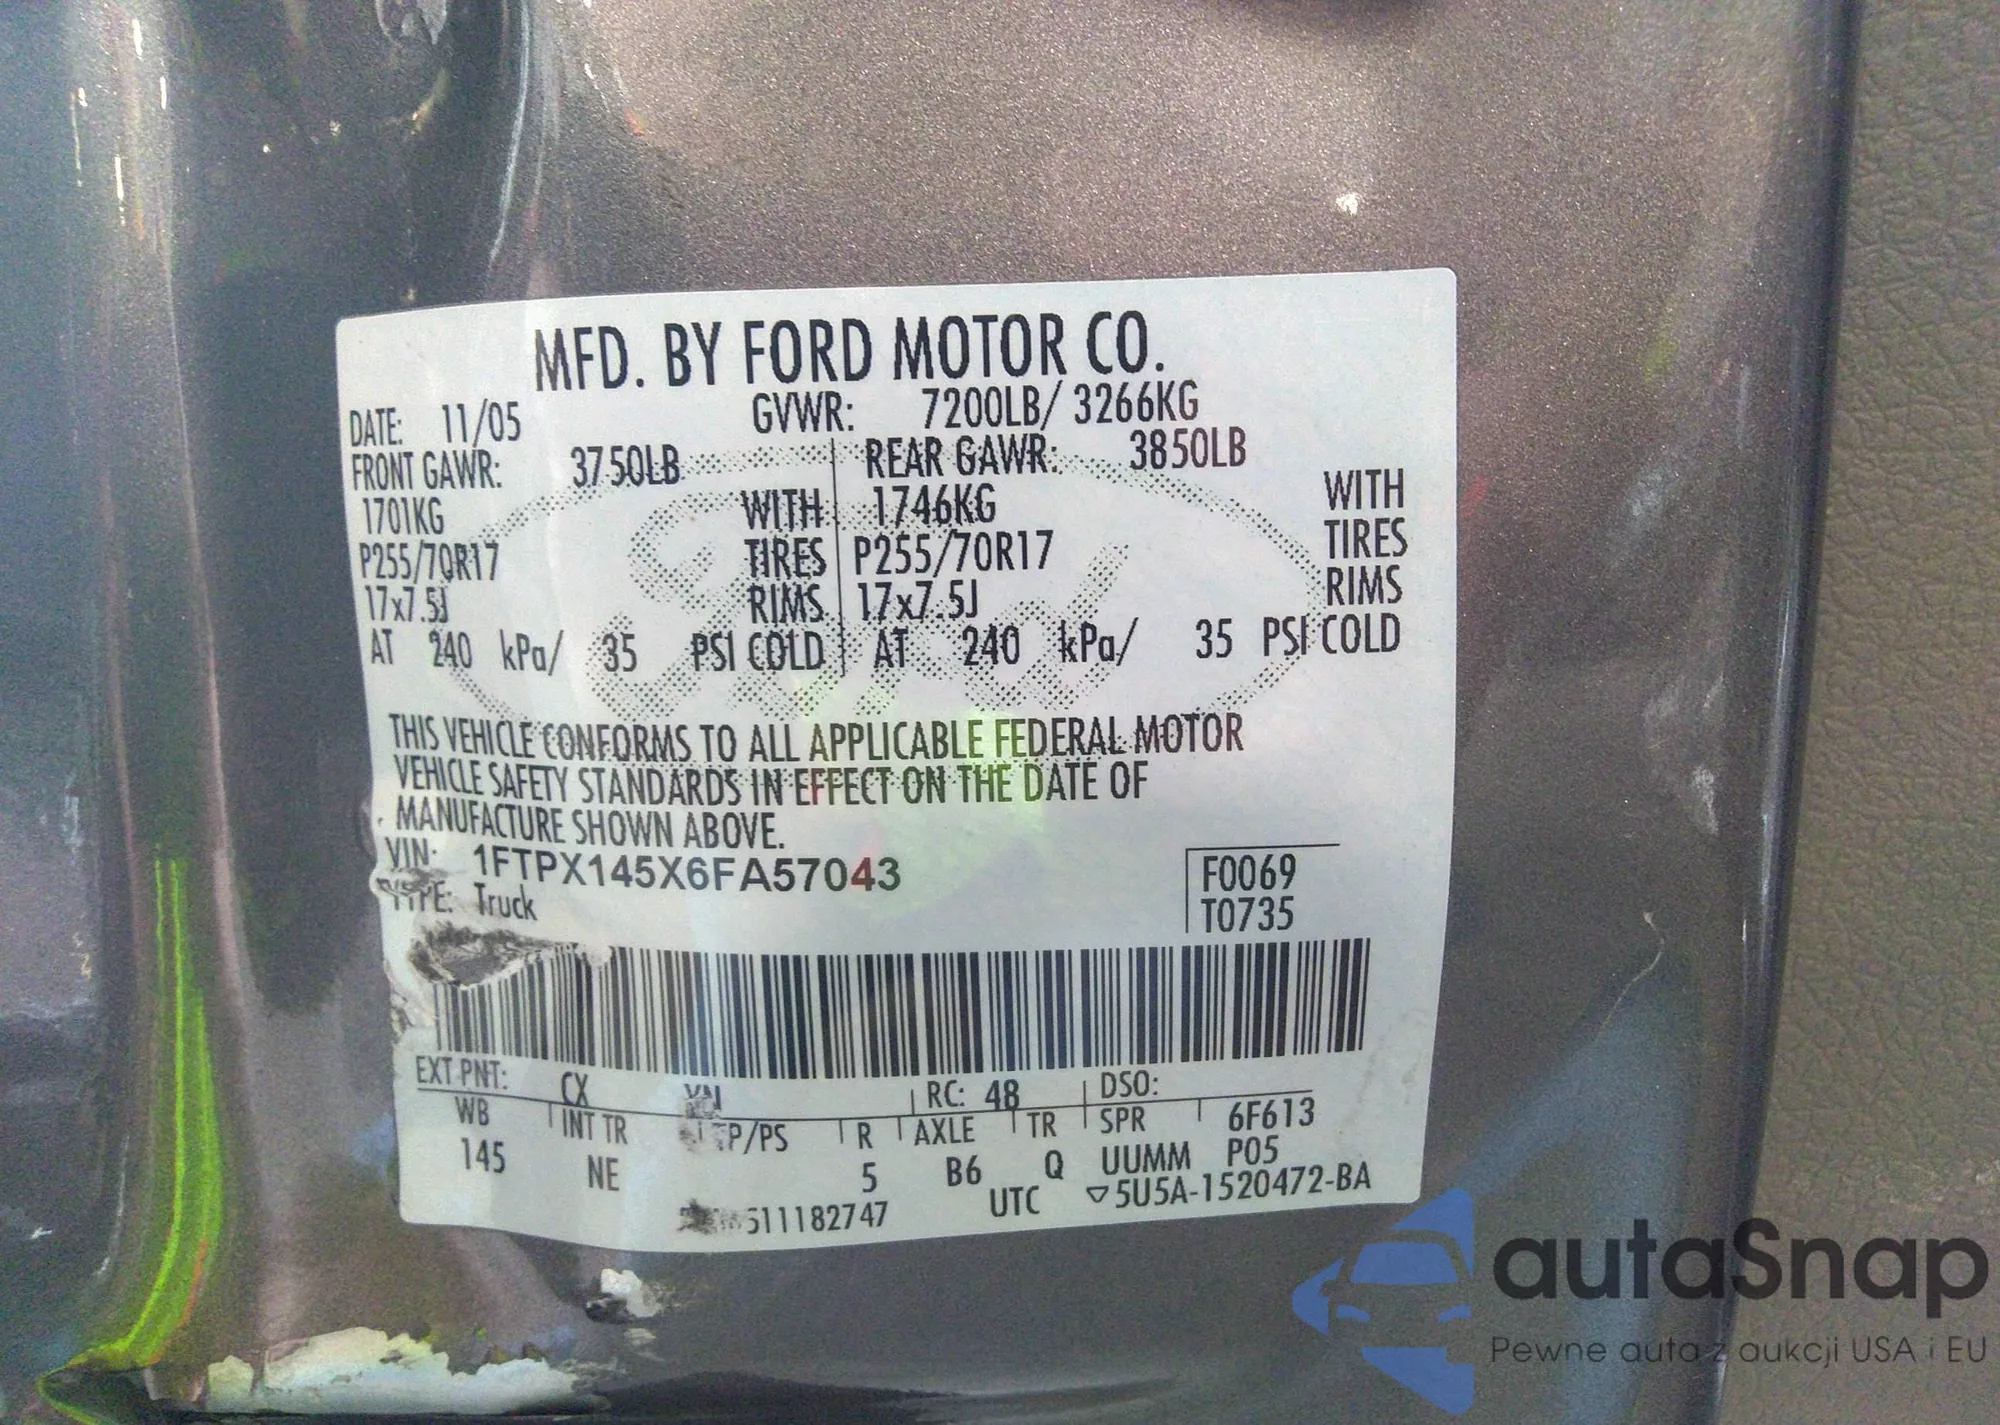 MFD. BY FORD MOTOR CO.
DATE: 11/05 GVWR: 7200LB/ 3266KG
FRONT GAWR: 3750LB REAR GAWR: 3850LB
1701KG WITH 1746KG WITH
P255/70R17 TIRES P255/70R17 TIRES
17x7.5J RIMS 17x7.5J RIMS
AT 240 kPa/ 35 PSI COLD AT 240 kPa/ 35 PSI COLD
THIS VEHICLE CONFORMS TO ALL APPLICABLE FEDERAL MOTOR
VEHICLE SAFETY STANDARDS IN EFFECT ON THE DATE OF
MANUFACTURE SHOWN ABOVE.
VIN: 1FTPX145X6FA57043
TYPE: Truck
F0069
T0735
EXT PNT: CX RC: 48 DSO:
WB INT TR TP/PS R AXLE TR SPR 6F613
145 NE 5 B6 Q UUMM P05
511182747 UTC ▽5U5A-1520472-BA
Ford
autaSnap
Pewne auta z aukcji USA i EU